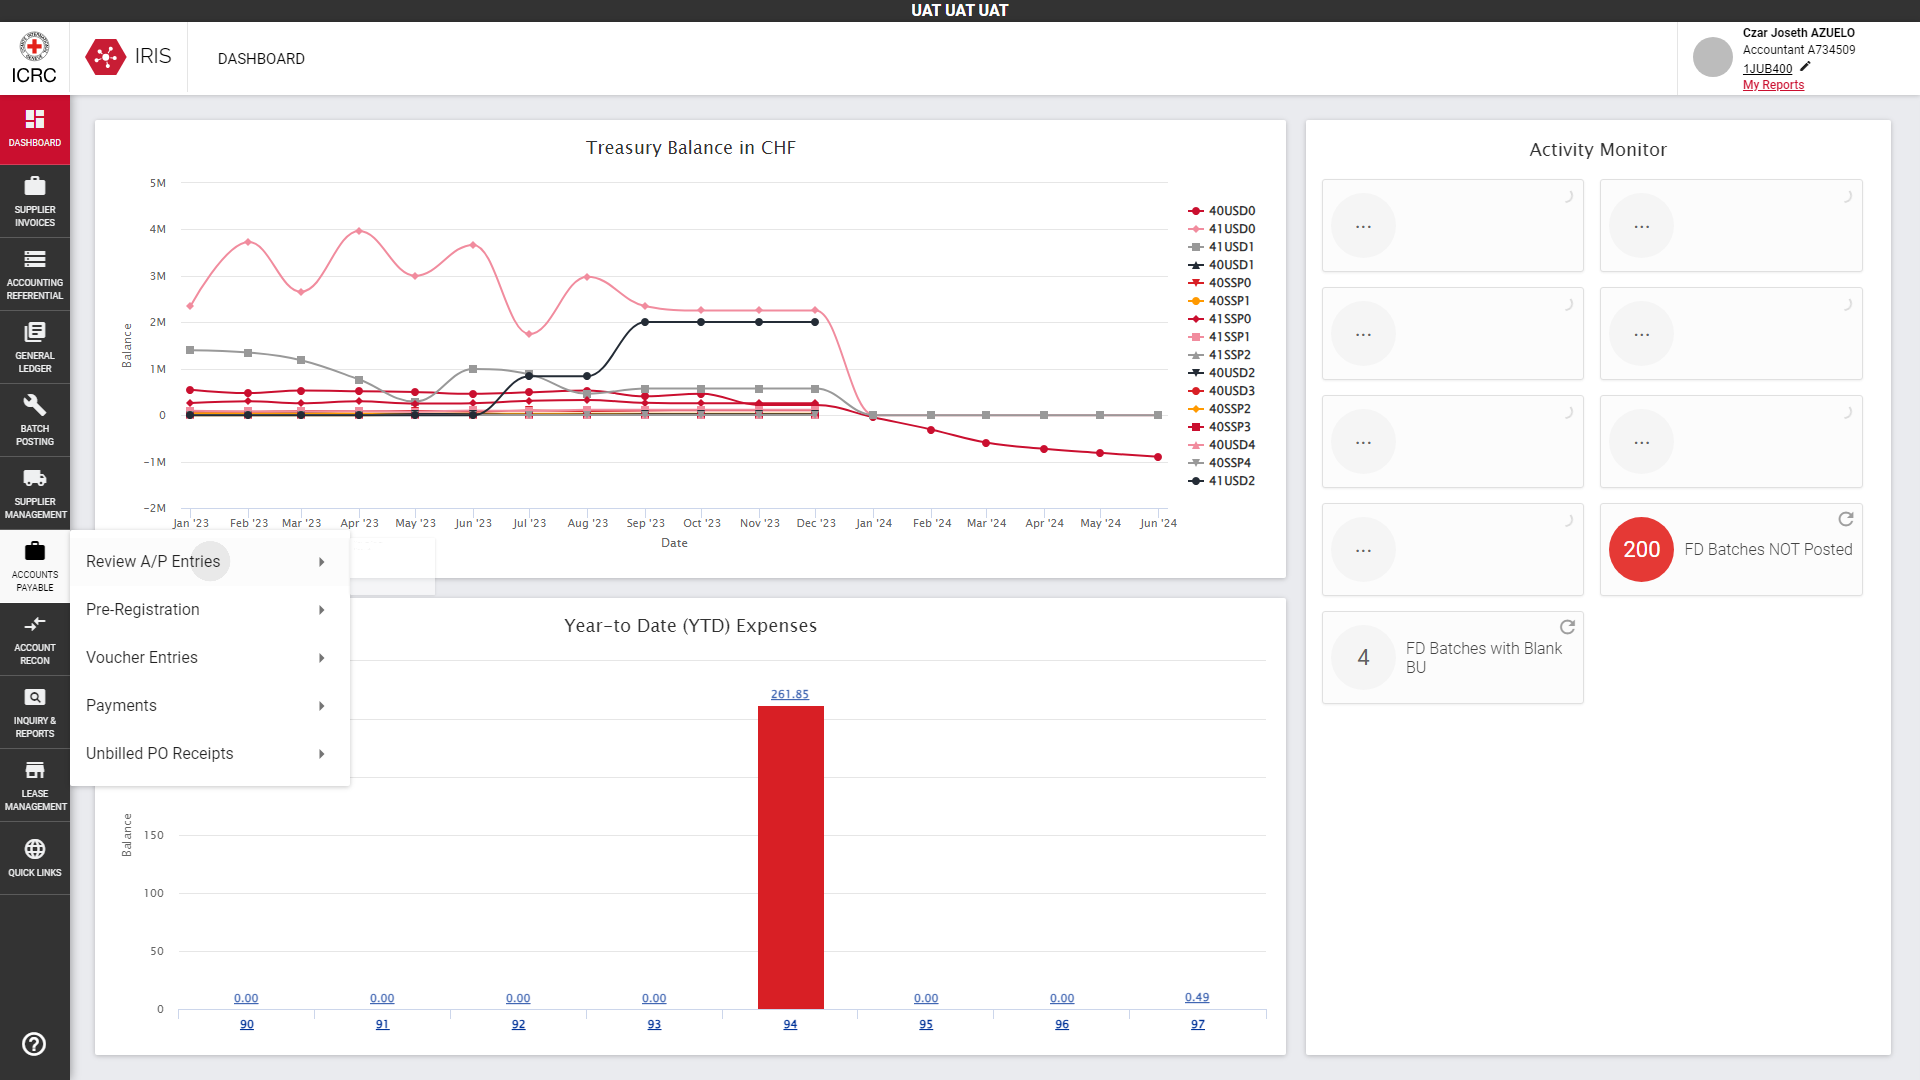 UAT UAT UAT
ICRC
IRIS
DASHBOARD
Czar Joseth AZUELO
Accountant A734509
1JUB400
My Reports
DASHBOARD
SUPPLIER
INVOICES
ACCOUNTING
REFERENTIAL
GENERAL
LEDGER
BATCH
POSTING
SUPPLIER
MANAGEMENT
ACCOUNTS
PAYABLE
ACCOUNT
RECON
INQUIRY &
REPORTS
LEASE
MANAGEMENT
QUICK LINKS
Review A/P Entries
Pre-Registration
Voucher Entries
Payments
Unbilled PO Receipts
Treasury Balance in CHF
Balance
5M
4M
3M
2M
1M
0
-1M
-2M
Jan '23 Feb '23 Mar '23 Apr '23 May '23 Jun '23 Jul '23 Aug '23 Sep '23 Oct '23 Nov '23 Dec '23 Jan '24 Feb '24 Mar '24 Apr '24 May '24 Jun '24
Date
40USD0
41USD0
41USD1
40USD1
40SSP0
40SSP1
41SSP0
41SSP1
41SSP2
40USD2
40USD3
40SSP2
40SSP3
40USD4
40SSP4
41USD2
Year-to Date (YTD) Expenses
Balance
150
100
50
0
0.00 0.00 0.00 0.00 261.85 0.00 0.00 0.49
90 91 92 93 94 95 96 97
Activity Monitor
... ...
... ...
... ...
...
200 FD Batches NOT Posted
4 FD Batches with Blank
BU